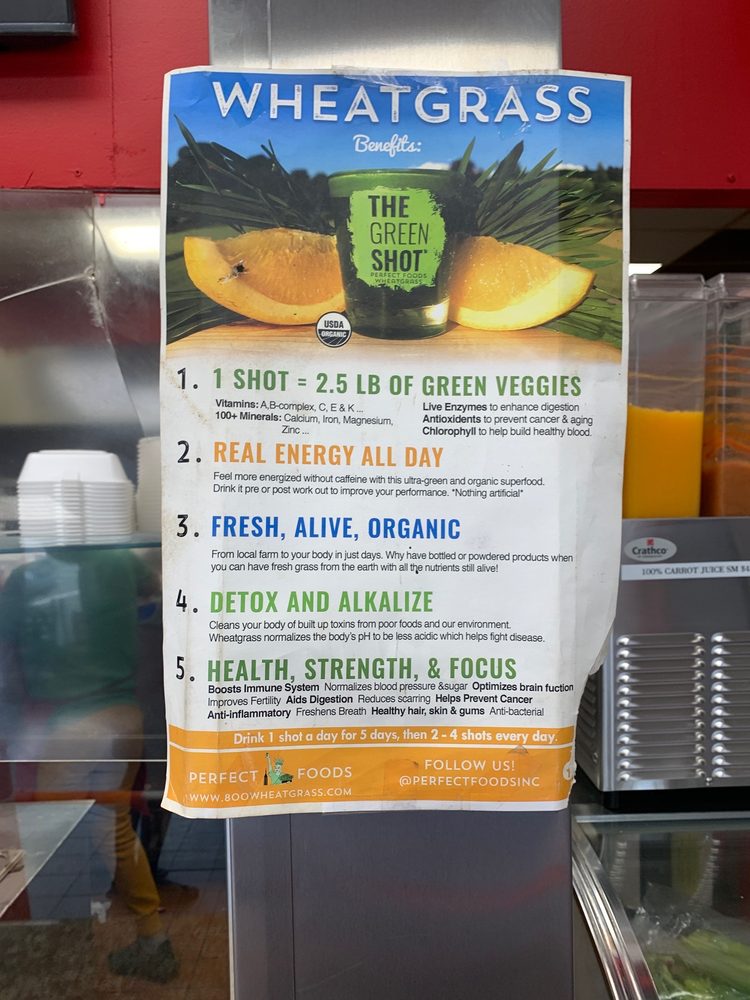 WHEATGRASS
Benefits:
THE
GREEN
SHOT
PERFECT FOODS
WHEATGRASS
USDA
ORGANIC
1. 1 SHOT = 2.5 LB OF GREEN VEGGIES
Vitamins: A,B-complex, C, E & K ...
100+ Minerals: Calcium, Iron, Magnesium,
Zinc ...
Live Enzymes to enhance digestion
Antioxidents to prevent cancer & aging
Chlorophyll to help build healthy blood.
2. REAL ENERGY ALL DAY
Feel more energized without caffeine with this ultra-green and organic superfood.
Drink it pre or post work out to improve your performance. *Nothing artificial*
3. FRESH, ALIVE, ORGANIC
From local farm to your body in just days. Why have bottled or powdered products when
you can have fresh grass from the earth with all the nutrients still alive!
4. DETOX AND ALKALIZE
Cleans your body of built up toxins from poor foods and our environment.
Wheatgrass normalizes the body's pH to be less acidic which helps fight disease.
5. HEALTH, STRENGTH, & FOCUS
Boosts Immune System Normalizes blood pressure &sugar Optimizes brain fuction
Improves Fertility Aids Digestion Reduces scarring Helps Prevent Cancer
Anti-inflammatory Freshens Breath Healthy hair, skin & gums Anti-bacterial
Drink 1 shot a day for 5 days, then 2 - 4 shots every day.
PERFECT FOODS
WWW.800WHEATGRASS.COM
FOLLOW US!
@PERFECTFOODSINC
Crathco
100% CARROT JUICE SM $4